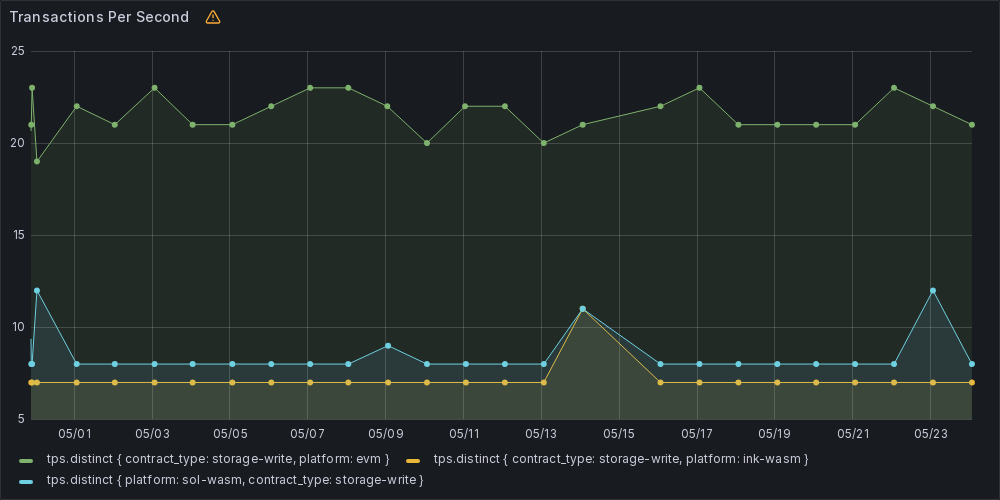 Transactions Per Second
25
20
15
10
5
05/01 05/03 05/05 05/07 05/09 05/11 05/13 05/15 05/17 05/19 05/21 05/23
tps.distinct { contract_type: storage-write, platform: evm } tps.distinct { contract_type: storage-write, platform: ink-wasm }
tps.distinct { platform: sol-wasm, contract_type: storage-write }